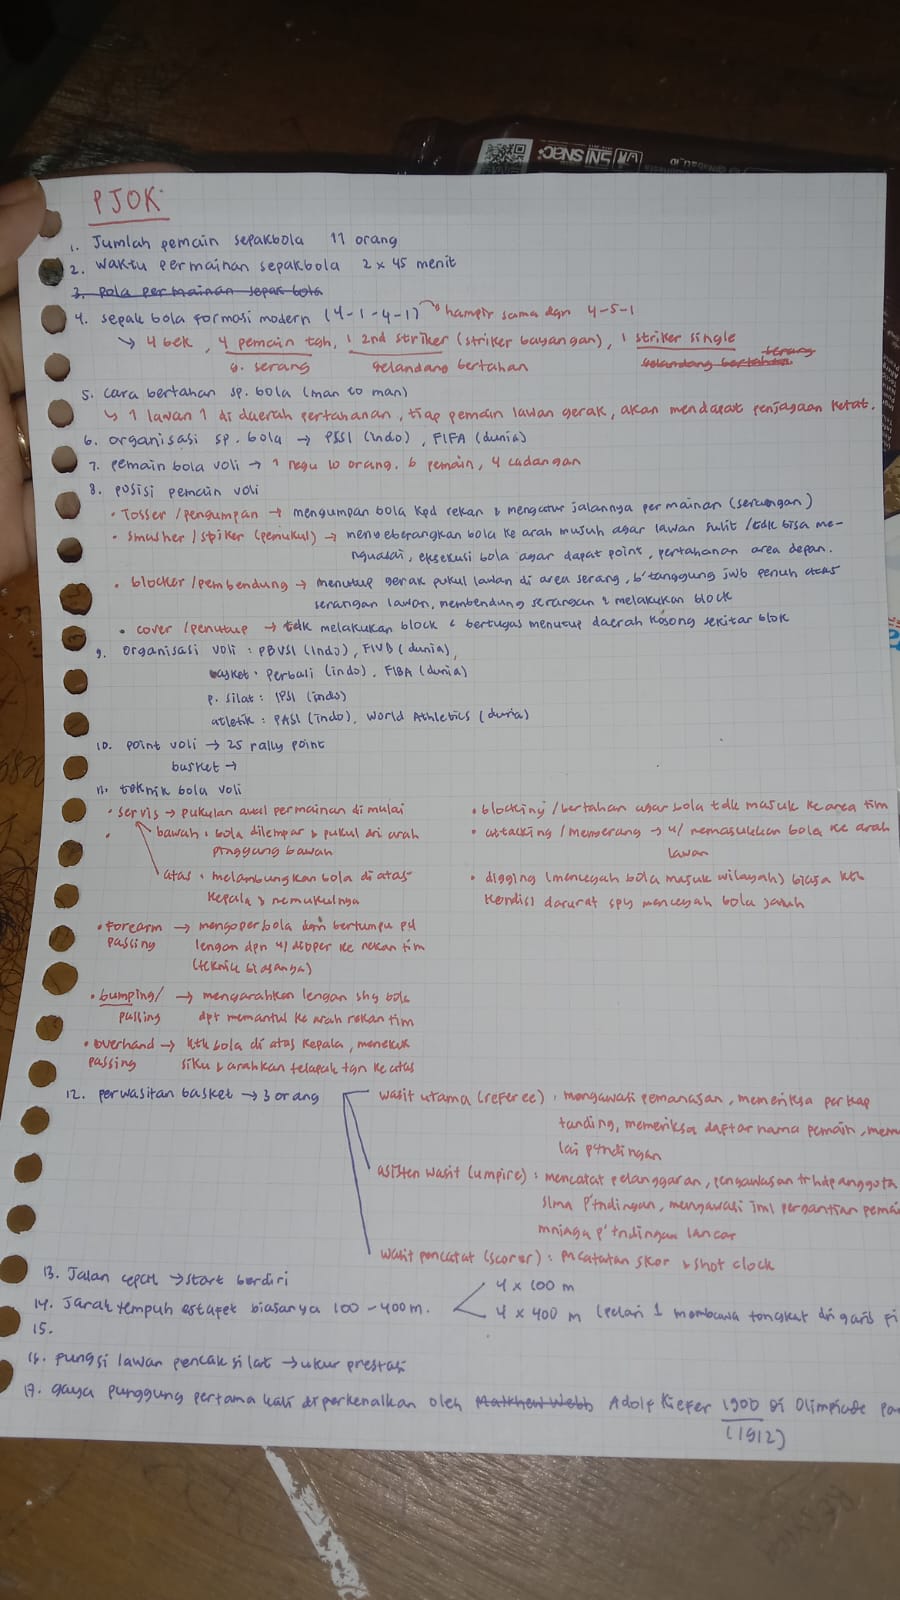 PJOK
1. Jumlah pemain sepakbola 11 orang
2. waktu permainan sepakbola 2 x 45 menit
3. pola permainan sepak bola
4. sepak bola formasi modern (4-1-4-1) → hampir sama dgn 4-5-1
↳ 4 bek, 4 pemain tgh, 1 2nd striker (striker bayangan), 1 striker single
g. serang gelandang bertahan gelandang bertahan serang
5. cara bertahan sp. bola (man to man)
↳ 1 lawan 1 di daerah pertahanan, tiap pemain lawan gerak, akan mendapat penjagaan ketat.
6. organisasi sp. bola → PSSI (indo), FIFA (dunia)
7. pemain bola voli → 1 regu 10 orang. 6 pemain, 4 cadangan
8. posisi pemain voli
• Tosser / pengumpan → mengumpan bola kpd rekan & mengatur jalannya permainan (serangan)
• smasher / spiker (pemukul) → menyeberangkan bola ke arah musuh agar lawan sulit / tdk bisa me-
ngualai, eksekusi bola agar dapat point, pertahanan area depan.
• blocker / pembendung → menutup gerak pukul lawan di area serang, b'tanggung jwb penuh atas
serangan lawan, membendung serangan & melakukan block
• cover / penutup → tdk melakukan block & bertugas menutup daerah kosong sekitar blok
9. organisasi voli : PBVSI (indo), FIVB (dunia),
basket : Perbali (indo), FIBA (dunia)
p. silat : IPSI (indo)
atletik : PASI (indo), World Athletics (dunia)
10. point voli → 25 rally point
basket →
11. teknik bola voli
• servis → pukulan awal permainan di mulai
bawah : bola dilempar & pukul dri arah
pinggung bawah
atas : melambungkan bola di atas
kepala & memukulnya
• forearm passing → mengoper bola dgn bertumpu pd
lengan dpn u/ dioper ke rekan tim
(teknik biasanya)
• bumping / passing → mengarahkan lengan shg bola
dpt memantul ke arah rekan tim
• overhand passing → ktk bola di atas kepala, menekuk
siku & arahkan telapak tgn ke atas
• blocking / bertahan agar bola tdk masuk ke area tim
• attacking / menyerang → u/ memasukkan bola ke arah
lawan
• digging (mencegah bola masuk wilayah) biasa ktk
kondisi darurat spy mencegah bola jatuh
12. perwasitan basket → 3 orang
wasit utama (referee) : mengawasi pemanasan, memeriksa perlkap
tanding, memeriksa daftar nama pemain, mem
lai p'tndingan
asisten wasit (umpire) : mencatat pelanggaran, pengawasan trhdp anggota
slma p'tndingan, mengawasi jml pergantian pema
mnjaga p'tndingan lancar
wasit pencatat (scorer) : pncatatan skor & shot clock
13. Jalan cepat → start berdiri
14. Jarak tempuh estafet biasanya 100 - 400 m.
4 x 100 m
4 x 400 m (pelari 1 membawa tongkat dri garis
15.
16. fungsi lawan pencak silat → ukur prestasi
17. gaya punggung pertama kali diperkenalkan oleh Matthew Webb Adolf Kiefer 1900 di Olimpiade
(1912)